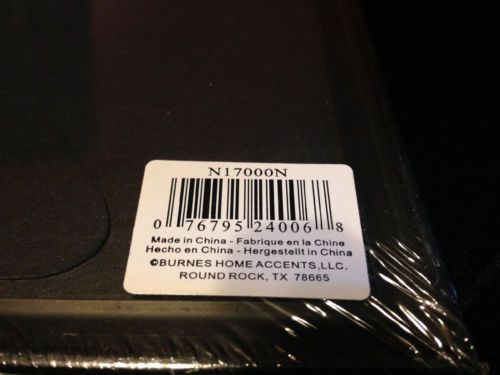 N17000N
0 76795 24006 8
Made in China - Fabrique en la Chine
Hecho en China - Hergestellt in China
©BURNES HOME ACCENTS,LLC.
ROUND ROCK, TX 78665